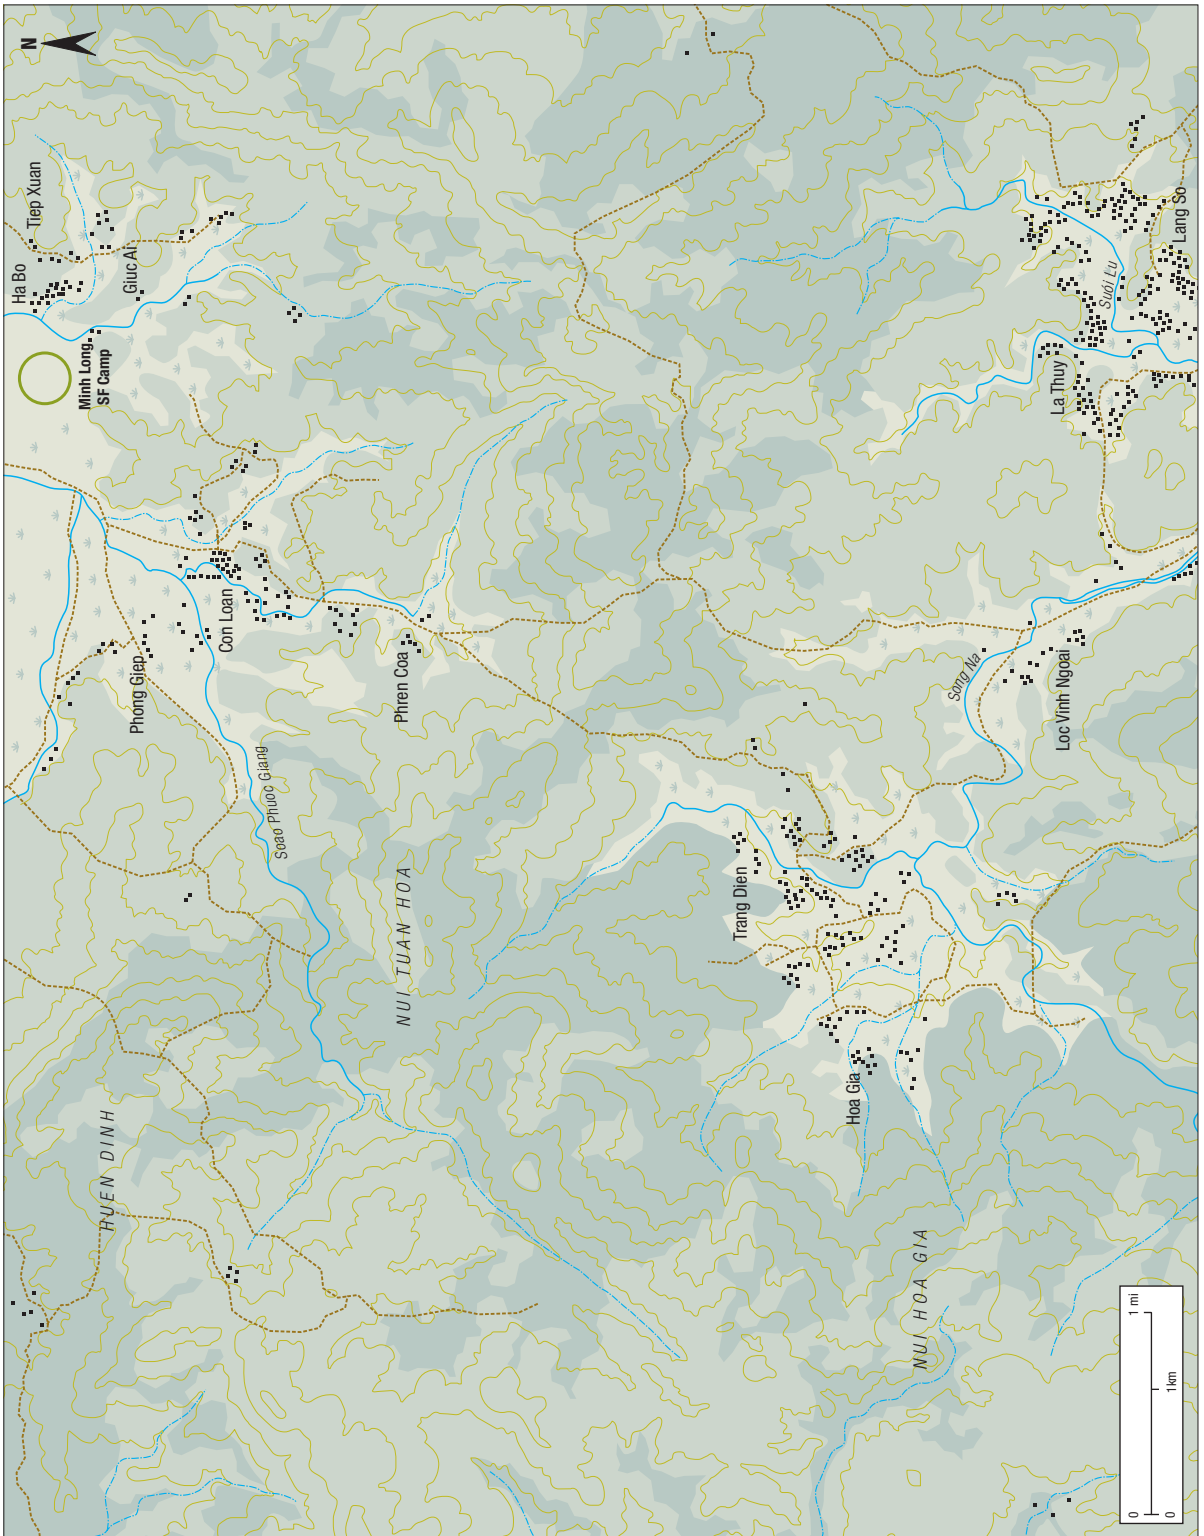 N
Ha Bo
Tiep Xuan
Giuc Ai
Minh Long
SF Camp
Phong Giep
Con Loan
Phren Coa
Soao Phuoc Giang
NUI TUAN HOA
HUEN DINH
Trang Dien
Hoa Gia
NUI HOA GIA
Song Na
Loc Vinh Ngoai
La Thuy
Suói Lu
Lang So
0 1 mi
0 1km